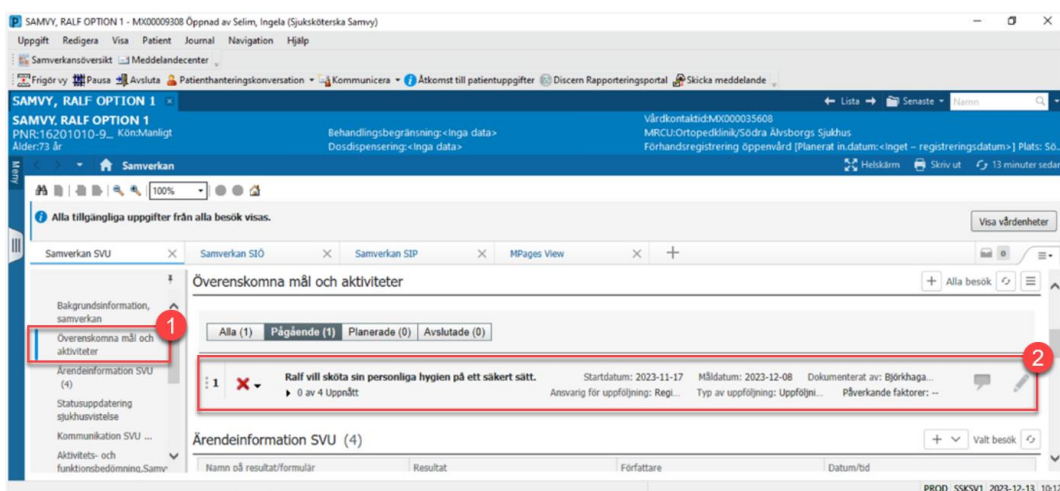 SAMVY, RALF OPTION 1 - MX00009308 Öppnad av Selim, Ingela (Sjuksköterska Samvy)
Uppgift Redigera Visa Patient Journal Navigation Hjälp
Samverkansöversikt Meddelandecenter
Frigör vy Pausa Avsluta Patienthanteringskonversation Kommunicera Åtkomst till patientuppgifter Discern Rapporteringsportal Skicka meddelande
SAMVY, RALF OPTION 1 Lista Senaste Namn
SAMVY, RALF OPTION 1 Vårdkontaktid:MX000035608
PNR:16201010-9... Kön:Manligt Behandlingsbegränsning:<Inga data> MRCU:Ortopedklinik/Södra Älvsborgs Sjukhus
Ålder:73 år Dosdispensering:<Inga data> Förhandsregistrering öppenvård [Planerat in.datum:<Inget – registreringsdatum>] Plats: Sö...
Meny Samverkan Helskärm Skriv ut 13 minuter sedan
100%
Alla tillgängliga uppgifter från alla besök visas. Visa vårdenheter
Samverkan SVU Samverkan SIÖ Samverkan SIP MPages View 0
Överenskomna mål och aktiviteter Alla besök
Bakgrundsinformation, samverkan
1
Överenskomna mål och aktiviteter
Alla (1) Pågående (1) Planerade (0) Avslutade (0)
2
Ärendeinformation SVU (4)
1 Ralf vill sköta sin personliga hygien på ett säkert sätt. Startdatum: 2023-11-17 Måldatum: 2023-12-08 Dokumenterat av: Björkhaga...
0 av 4 Uppnått Ansvarig för uppföljning: Regi... Typ av uppföljning: Uppföljni... Påverkande faktorer: --
Statusuppdatering sjukhusvistelse
Kommunikation SVU ...
Ärendeinformation SVU (4) Valt besök
Aktivitets- och funktionsbedömning,Samv
Namn på resultat/formulär Resultat Författare Datum/tid
PROD SSKSV1 2023-12-13 10:12